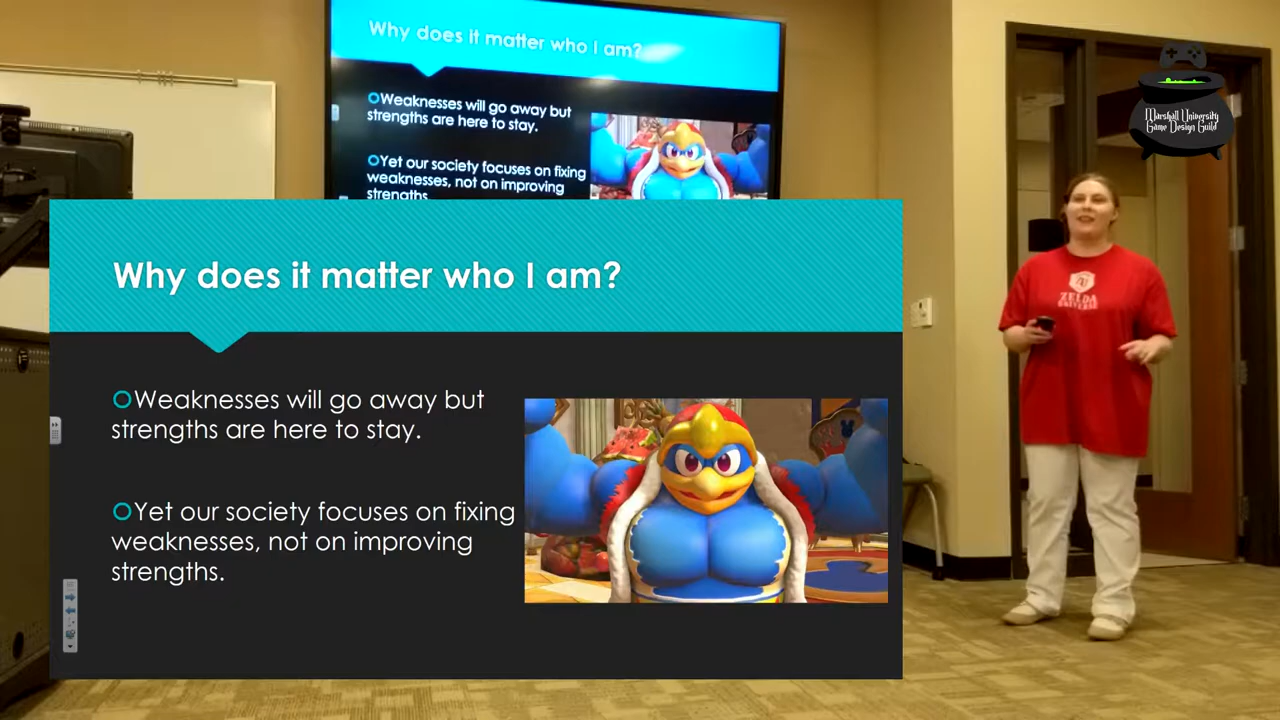 Why does it matter who I am?
Weaknesses will go away but
strengths are here to stay.
Yet our society focuses on fixing
weaknesses, not on improving
strengths.
Marshall University
Game Design Guild
ZELDA
UNIVERSE
Why does it matter who I am?
Weaknesses will go away but
strengths are here to stay.
Yet our society focuses on fixing
weaknesses, not on improving
strengths.